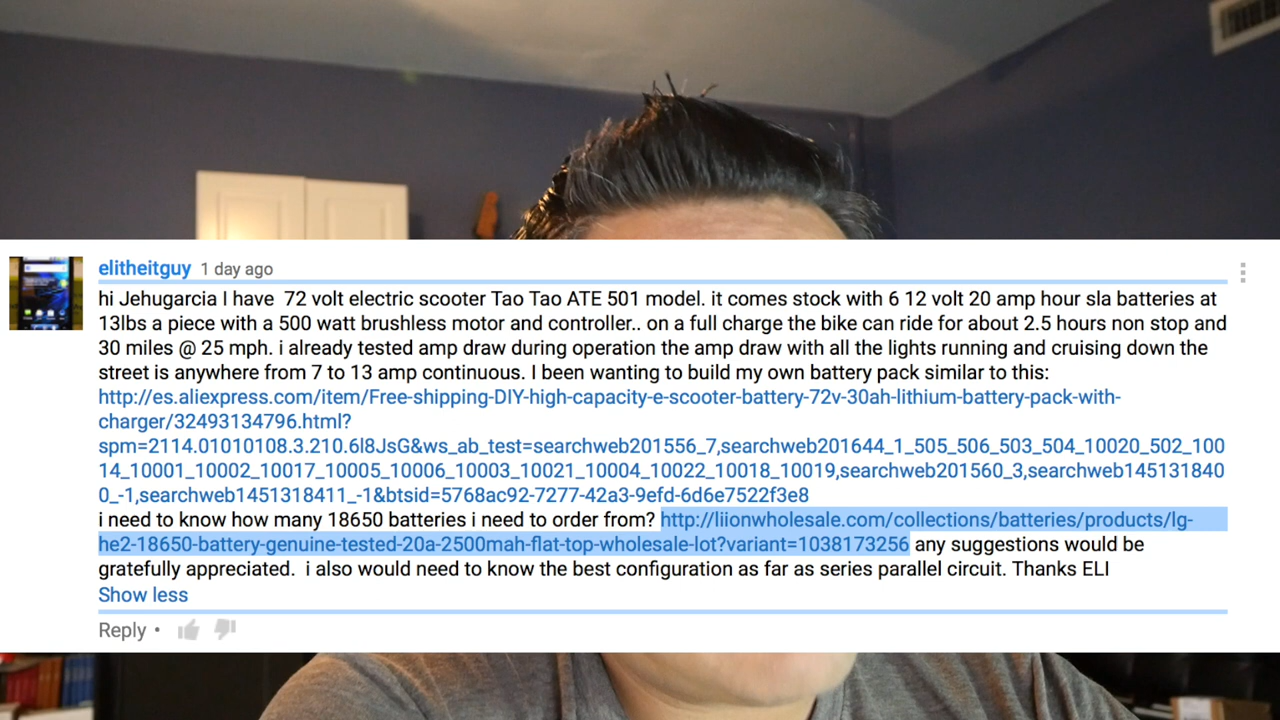 elitheitguy 1 day ago
hi Jehugarcia I have 72 volt electric scooter Tao Tao ATE 501 model. it comes stock with 6 12 volt 20 amp hour sla batteries at
13lbs a piece with a 500 watt brushless motor and controller.. on a full charge the bike can ride for about 2.5 hours non stop and
30 miles @ 25 mph. i already tested amp draw during operation the amp draw with all the lights running and cruising down the
street is anywhere from 7 to 13 amp continuous. I been wanting to build my own battery pack similar to this:
http://es.aliexpress.com/item/Free-shipping-DIY-high-capacity-e-scooter-battery-72v-30ah-lithium-battery-pack-with-
charger/32493134796.html?
spm=2114.01010108.3.210.6l8JsG&ws_ab_test=searchweb201556_7,searchweb201644_1_505_506_503_504_10020_502_100
14_10001_10002_10017_10005_10006_10003_10021_10004_10022_10018_10019,searchweb201560_3,searchweb145131840
0_-1,searchweb1451318411_-1&btsid=5768ac92-7277-42a3-9efd-6d6e7522f3e8
i need to know how many 18650 batteries i need to order from? http://liionwholesale.com/collections/batteries/products/lg-
he2-18650-battery-genuine-tested-20a-2500mah-flat-top-wholesale-lot?variant=1038173256 any suggestions would be
gratefully appreciated. i also would need to know the best configuration as far as series parallel circuit. Thanks ELI
Show less
Reply •